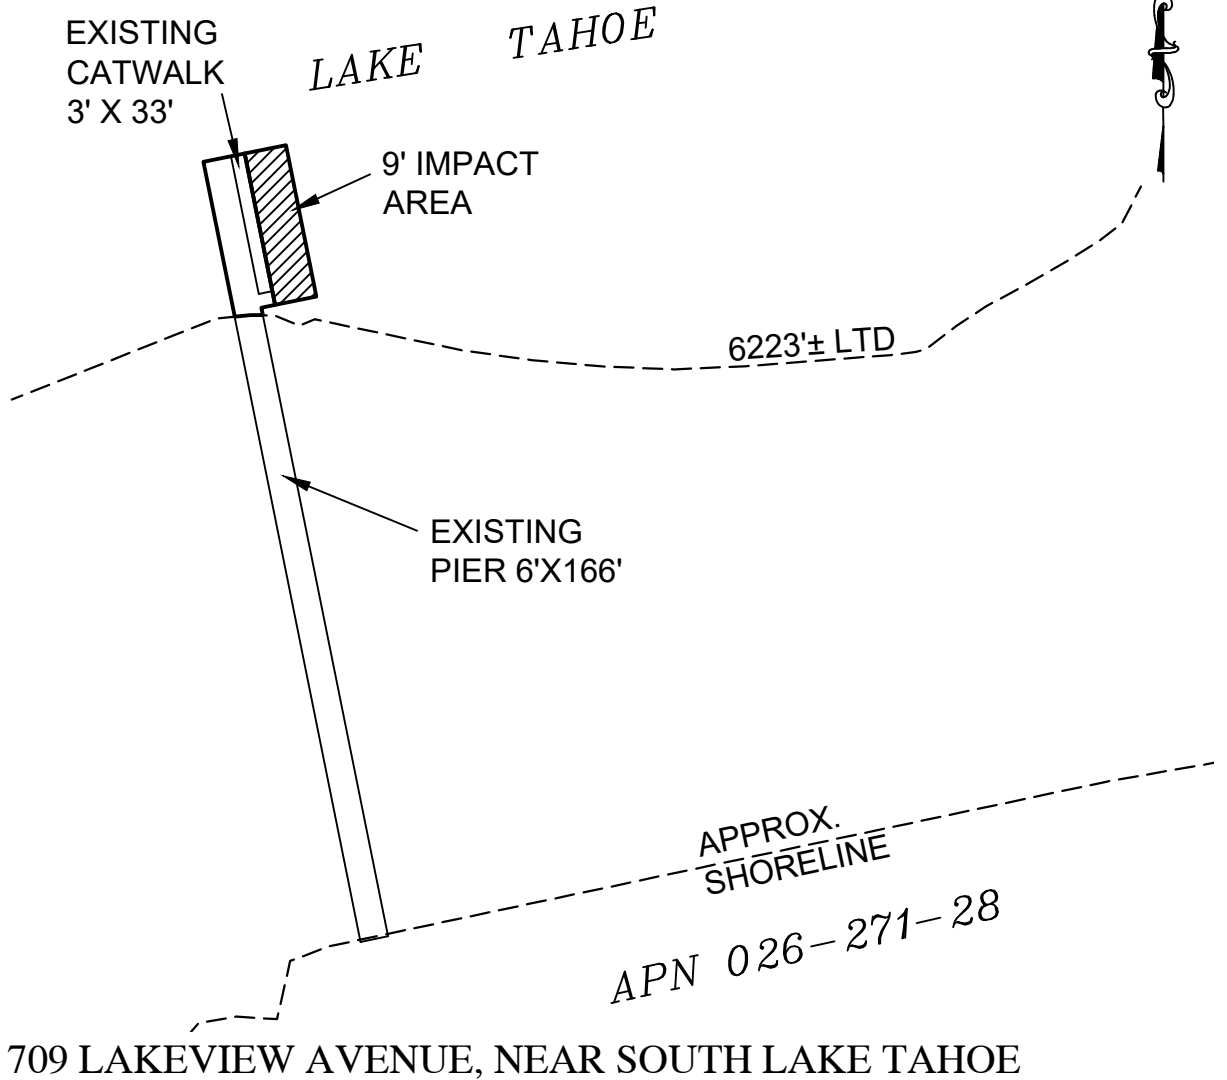 EXISTING
CATWALK
3' X 33'
LAKE TAHOE
9' IMPACT
AREA
6223'± LTD
EXISTING
PIER 6'X166'
APPROX.
SHORELINE
APN 026-271-28
709 LAKEVIEW AVENUE, NEAR SOUTH LAKE TAHOE